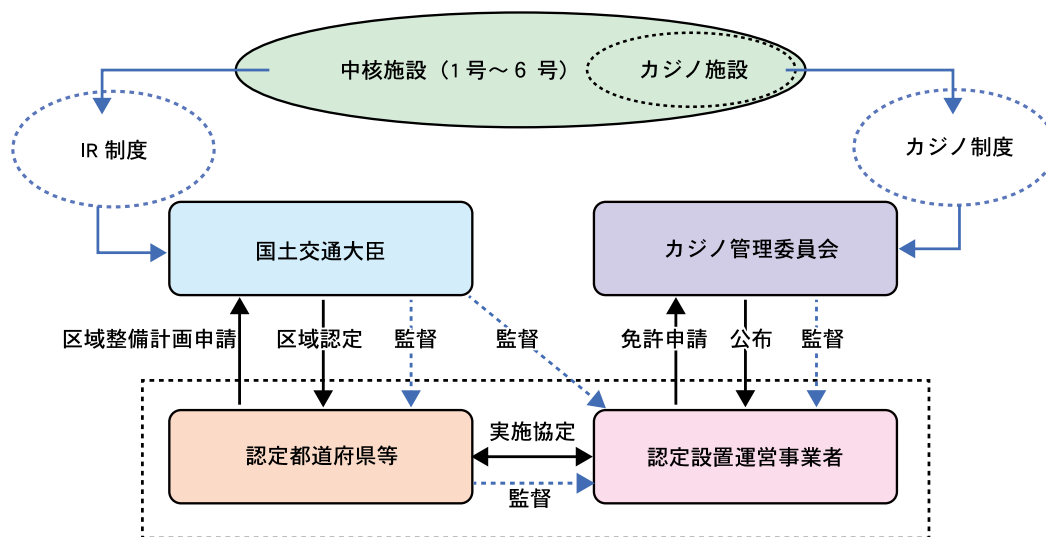 中核施設（1号～6 号）
カジノ施設
IR 制度
カジノ制度
国土交通大臣
カジノ管理委員会
区域整備計画申請
区域認定
監督
監督
免許申請
公布
監督
認定都道府県等
実施協定
監督
認定設置運営事業者